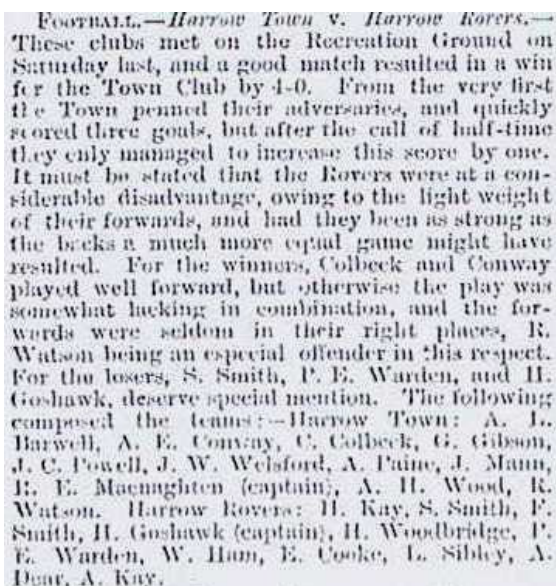 FOOTBALL.—Harrow Town v. Harrow Rovers.—
These clubs met on the Recreation Ground on
Saturday last, and a good match resulted in a win
for the Town Club by 4-0. From the very first
the Town penned their adversaries, and quickly
scored three goals, but after the call of half-time
they only managed to increase this score by one.
It must be stated that the Rovers were at a con-
siderable disadvantage, owing to the light weight
of their forwards, and had they been as strong as
the backs a much more equal game might have
resulted. For the winners, Colbeck and Conway
played well forward, but otherwise the play was
somewhat lacking in combination, and the for-
wards were seldom in their right places, R.
Watson being an especial offender in this respect.
For the losers, S. Smith, P. E. Warden, and H.
Goshawk, deserve special mention. The following
composed the teams:—Harrow Town: A. L.
Barwell, A. E. Conway, C. Colbeck, G. Gibson,
J. C. Powell, J. W. Welsford, A. Paine, J. Mann,
R. E. Macnaghten (captain), A. H. Wood, R.
Watson. Harrow Rovers: H. Kay, S. Smith, F.
Smith, H. Goshawk (captain), H. Woodbridge, P.
E. Warden, W. Ham, E. Cooke, L. Sibley, A.
Dear, A. Kay.